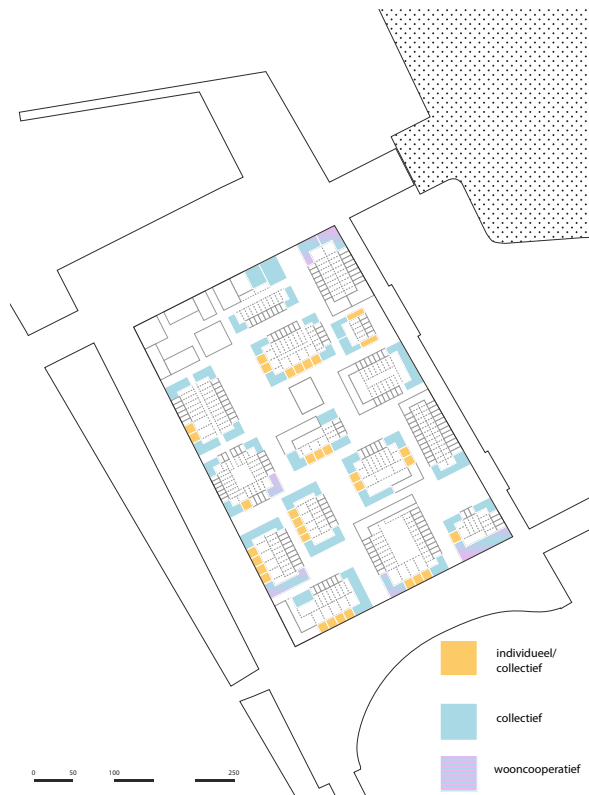 individueel/
collectief
collectief
wooncooperatief
0 50 100 250